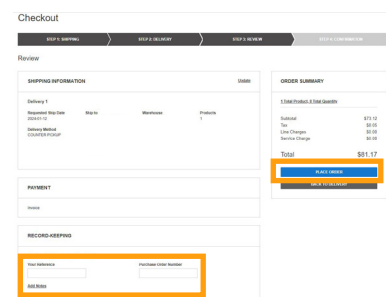 Checkout
STEP 1: SHIPPING STEP 2: DELIVERY STEP 3: REVIEW STEP 4: CONFIRMATION
Review
SHIPPING INFORMATION Update
Delivery 1
Requested Ship Date Ship to Warehouse Products
2024-01-12 1
Delivery Method
COUNTER PICKUP
PAYMENT
Invoice
RECORD-KEEPING
Your Reference Purchase Order Number
Add Notes
ORDER SUMMARY
1 Total Product, Total Quantity
Subtotal $73.12
Tax $8.05
Line Charges $0.00
Service Charge $0.00
Total $81.17
PLACE ORDER
BACK TO DELIVERY